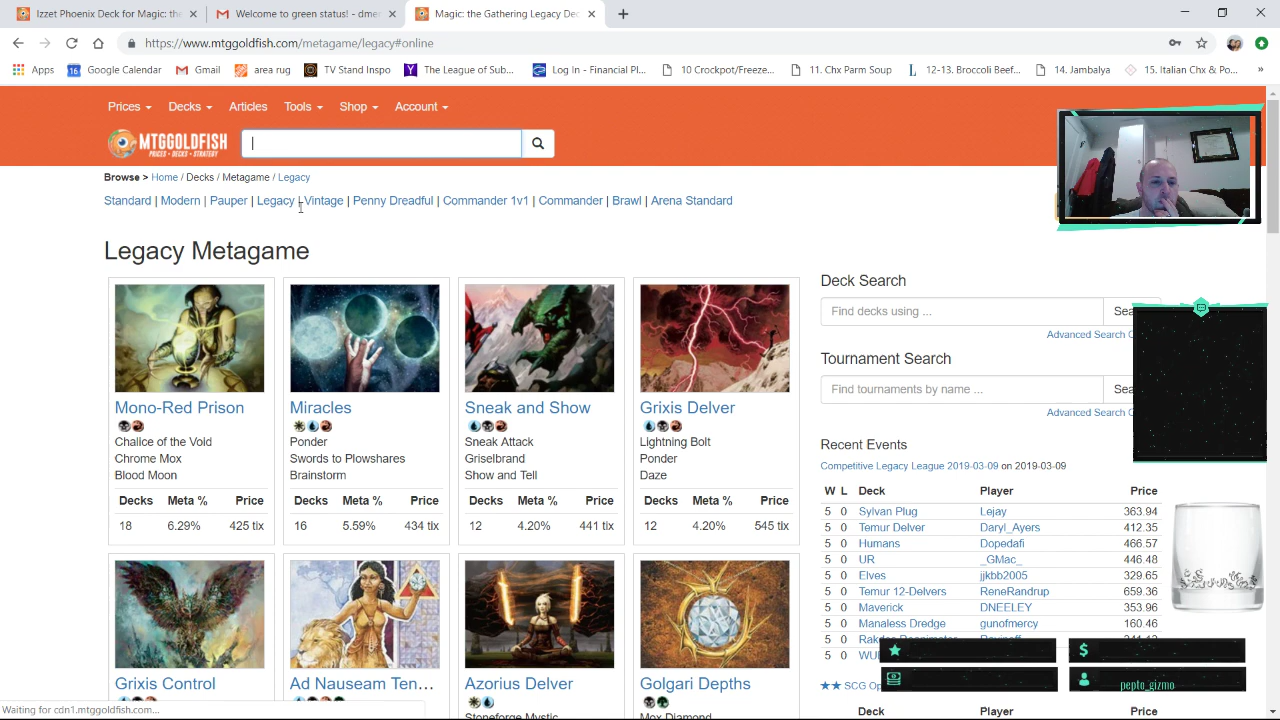 Izzet Phoenix Deck for Magic: the
Welcome to green status! - dmer
Magic: the Gathering Legacy Dec
https://www.mtggoldfish.com/metagame/legacy#online
Apps
16 Google Calendar
Gmail
area rug
TV Stand Inspo
The League of Sub...
Log In - Financial Pl...
10 Crockpot/Freeze...
11. Chx Parm Soup
12-13. Broccoli Beef...
14. Jambalya
15. Italian Chx & Po...
»
Prices Decks Articles Tools Shop Account
MTGGOLDFISH
PRICES • DECKS • STRATEGY
Browse > Home / Decks / Metagame / Legacy
Standard | Modern | Pauper | Legacy | Vintage | Penny Dreadful | Commander 1v1 | Commander | Brawl | Arena Standard
Legacy Metagame
Mono-Red Prison
Chalice of the Void
Chrome Mox
Blood Moon
Decks Meta % Price
18 6.29% 425 tix
Miracles
Ponder
Swords to Plowshares
Brainstorm
Decks Meta % Price
16 5.59% 434 tix
Sneak and Show
Sneak Attack
Griselbrand
Show and Tell
Decks Meta % Price
12 4.20% 441 tix
Grixis Delver
Lightning Bolt
Ponder
Daze
Decks Meta % Price
12 4.20% 545 tix
Grixis Control
Ad Nauseam Ten...
Azorius Delver
Stoneforge Mystic
Golgari Depths
Mox Diamond
Deck Search
Find decks using ...
Sea
Advanced Search
Tournament Search
Find tournaments by name ...
Sea
Advanced Search
Recent Events
Competitive Legacy League 2019-03-09 on 2019-03-09
W L Deck Player Price
5 0 Sylvan Plug Lejay 363.94
5 0 Temur Delver Daryl_Ayers 412.35
5 0 Humans Dopedafi 466.57
5 0 UR _GMac_ 446.48
5 0 Elves jjkbb2005 329.65
5 0 Temur 12-Delvers ReneRandrup 659.36
5 0 Maverick DNEELEY 353.96
5 0 Manaless Dredge gunofmercy 160.46
5 0
5 0 WU
★★ SCG Op
Deck Player Price
$
pepto_gizmo
Waiting for cdn1.mtggoldfish.com...